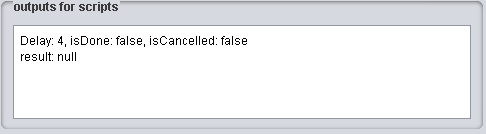 outputs for scripts
Delay: 4, isDone: false, isCancelled: false
result: null